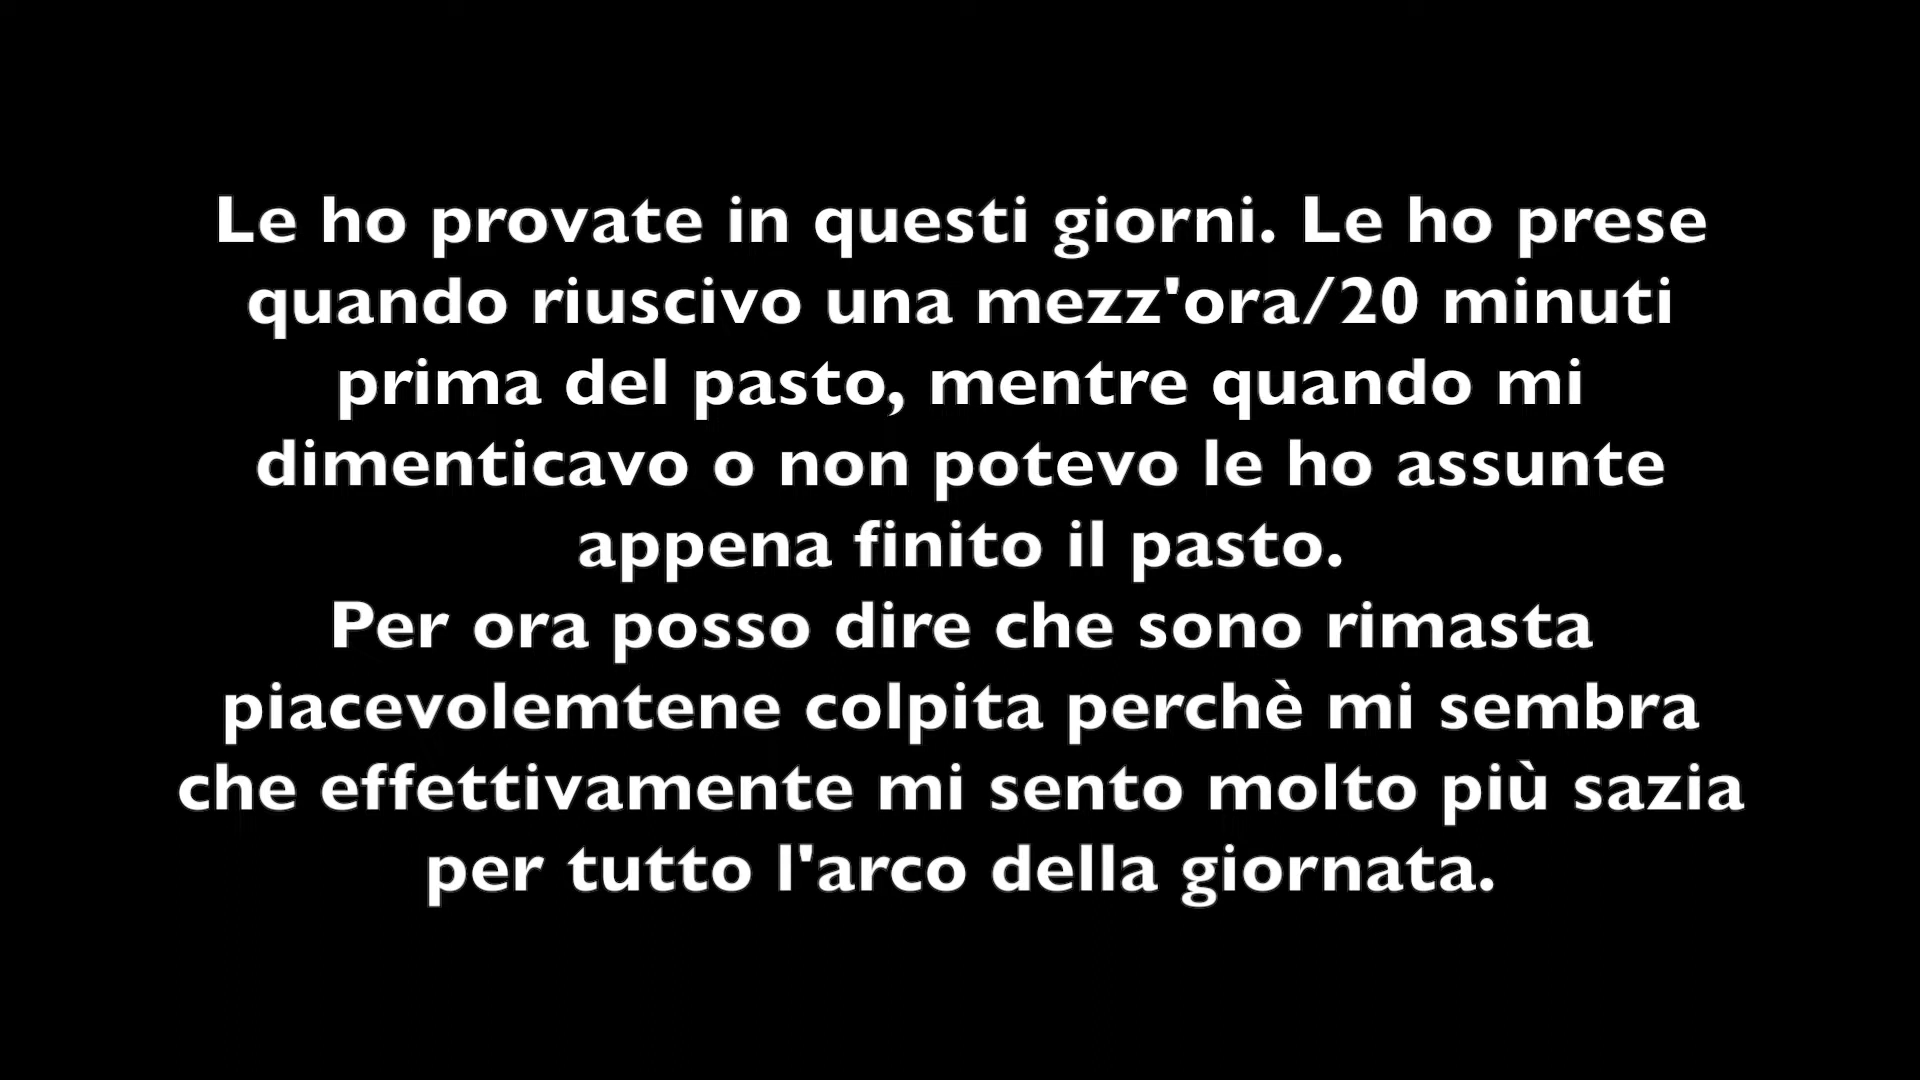 Le ho provate in questi giorni. Le ho prese
quando riuscivo una mezz'ora/20 minuti
prima del pasto, mentre quando mi
dimenticavo o non potevo le ho assunte
appena finito il pasto.
Per ora posso dire che sono rimasta
piacevolemtene colpita perchè mi sembra
che effettivamente mi sento molto più sazia
per tutto l'arco della giornata.